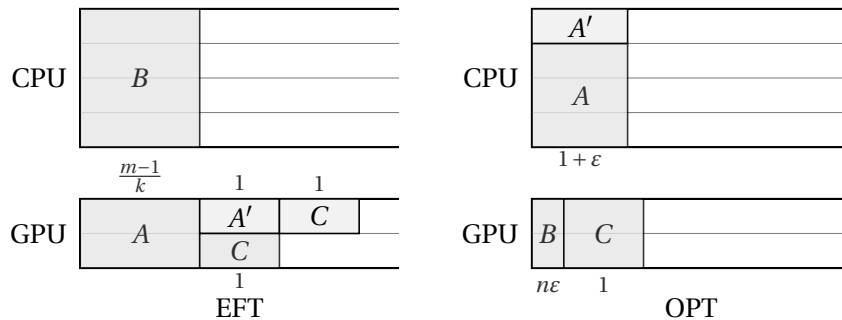 A′
CPU B CPU A
1 + ε
m−1/k 1 1
GPU A A′ C GPU B C
C
1 nε 1
EFT OPT